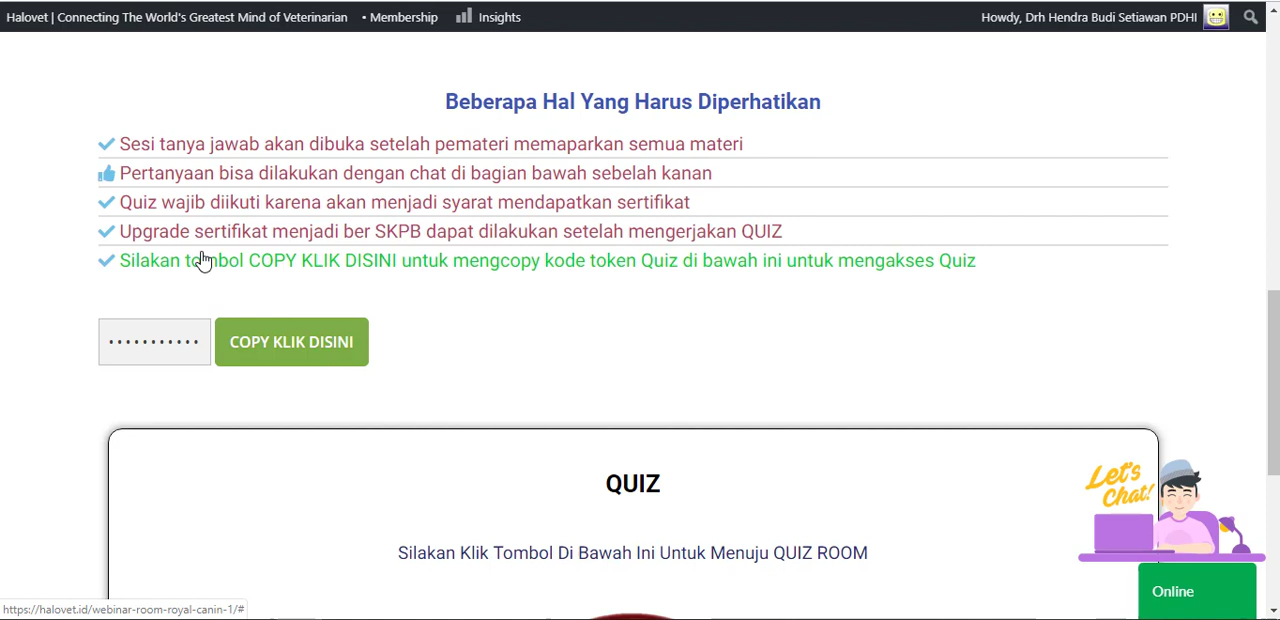 Halovet | Connecting The World's Greatest Mind of Veterinarian • Membership Insights Howdy, Drh Hendra Budi Setiawan PDHI
Beberapa Hal Yang Harus Diperhatikan
Sesi tanya jawab akan dibuka setelah pemateri memaparkan semua materi
Pertanyaan bisa dilakukan dengan chat di bagian bawah sebelah kanan
Quiz wajib diikuti karena akan menjadi syarat mendapatkan sertifikat
Upgrade sertifikat menjadi ber SKPB dapat dilakukan setelah mengerjakan QUIZ
Silakan tombol COPY KLIK DISINI untuk mengcopy kode token Quiz di bawah ini untuk mengakses Quiz
COPY KLIK DISINI
QUIZ
Let's
Chat!
Silakan Klik Tombol Di Bawah Ini Untuk Menuju QUIZ ROOM
Online
https://halovet.id/webinar-room-royal-canin-1/#